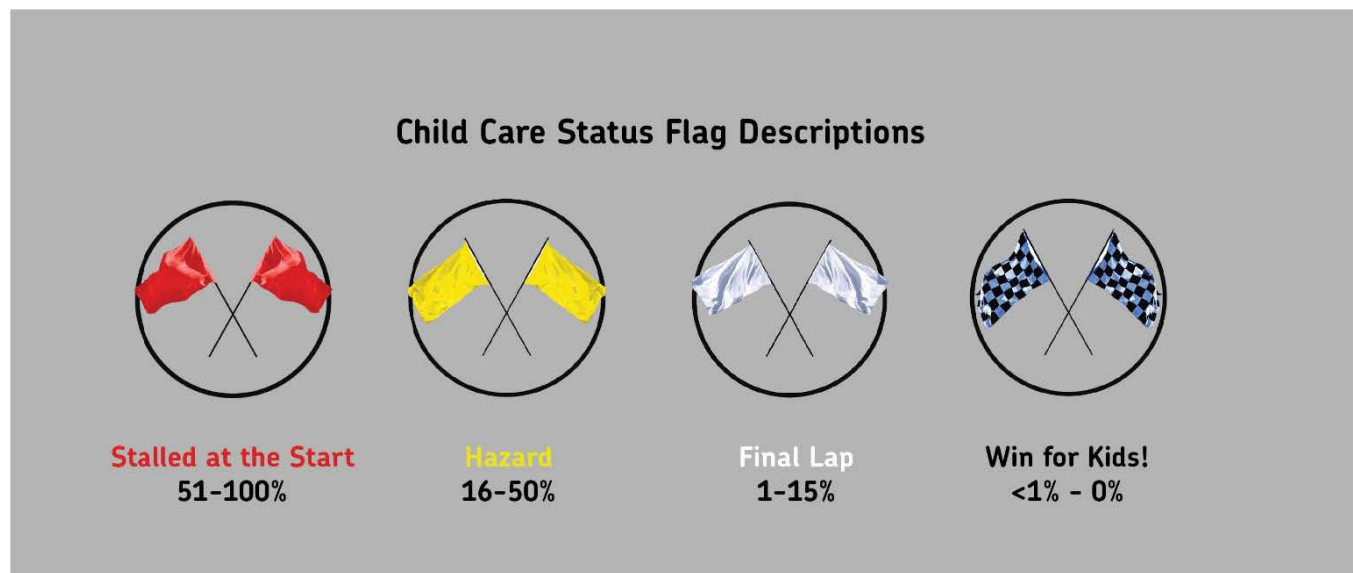 Child Care Status Flag Descriptions
Stalled at the Start
51-100%
Hazard
16-50%
Final Lap
1-15%
Win for Kids!
<1% - 0%